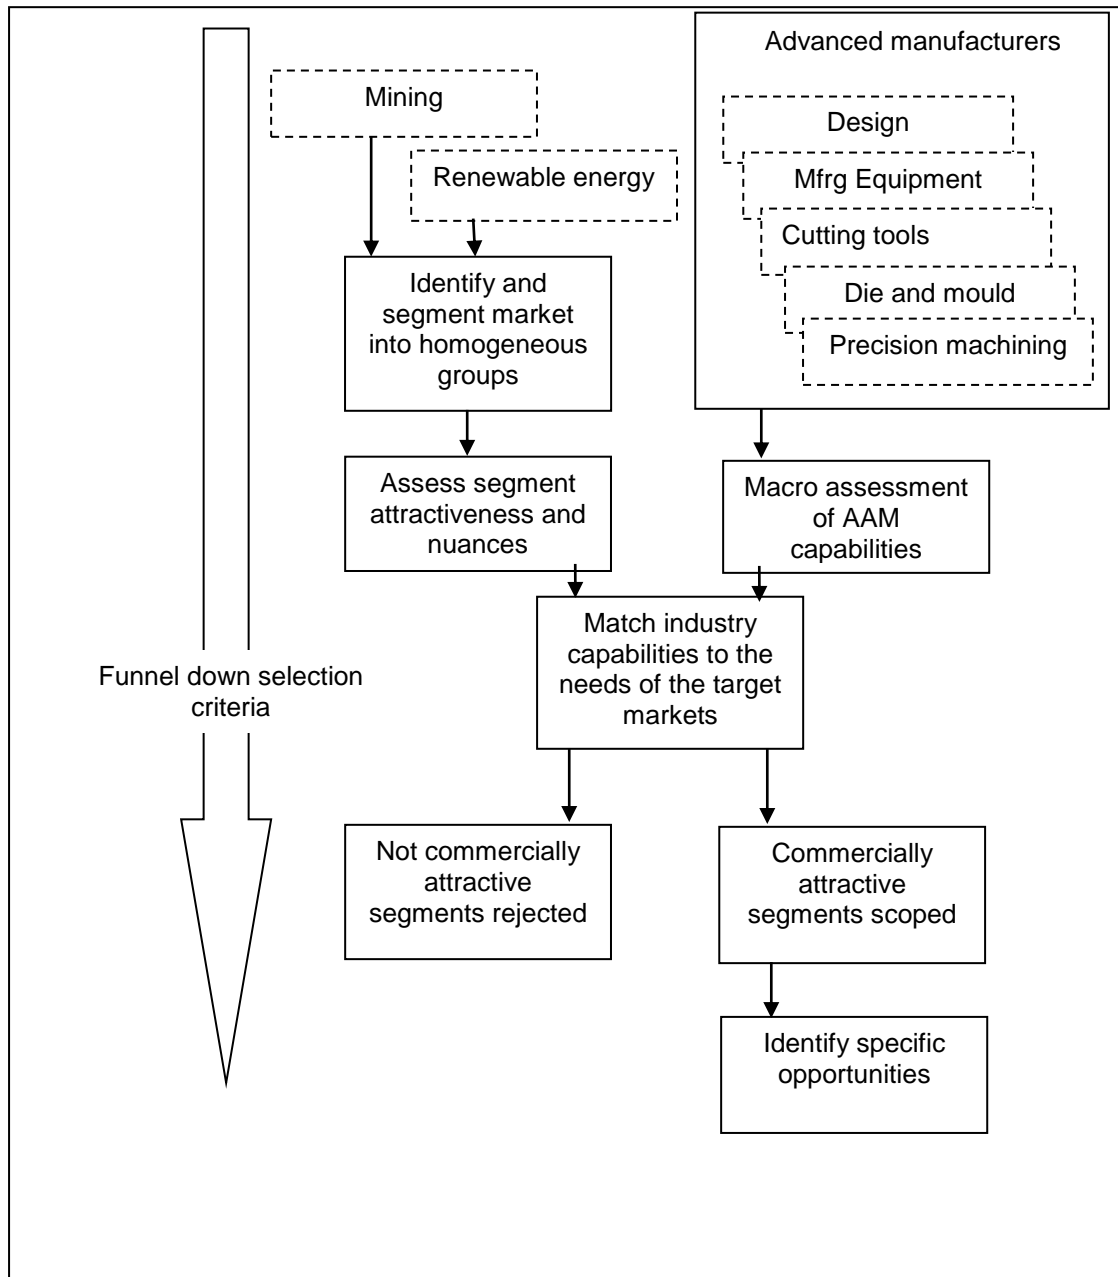 Advanced manufacturers
Mining
Design
Renewable energy
Mfrg Equipment
Cutting tools
Die and mould
Precision machining
Identify and
segment market
into homogeneous
groups
Assess segment
attractiveness and
nuances
Macro assessment
of AAM
capabilities
Match industry
capabilities to the
needs of the target
markets
Funnel down selection
criteria
Not commercially
attractive
segments rejected
Commercially
attractive
segments scoped
Identify specific
opportunities